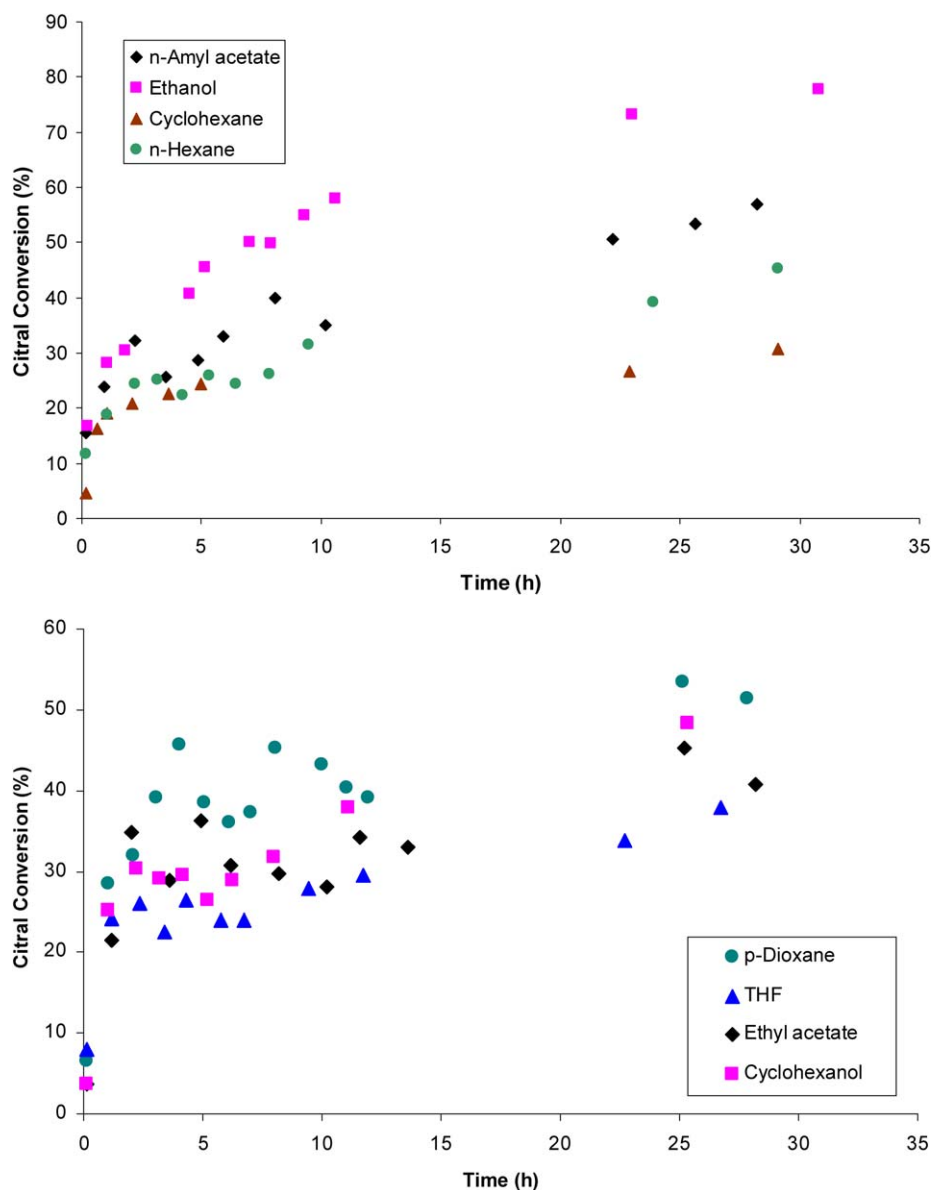 90
80
70
60
50
40
30
20
10
0
Citral Conversion (%)
n-Amyl acetate
Ethanol
Cyclohexane
n-Hexane
0 5 10 15 20 25 30 35
Time (h)
60
50
40
30
20
10
0
Citral Conversion (%)
p-Dioxane
THF
Ethyl acetate
Cyclohexanol
0 5 10 15 20 25 30 35
Time (h)